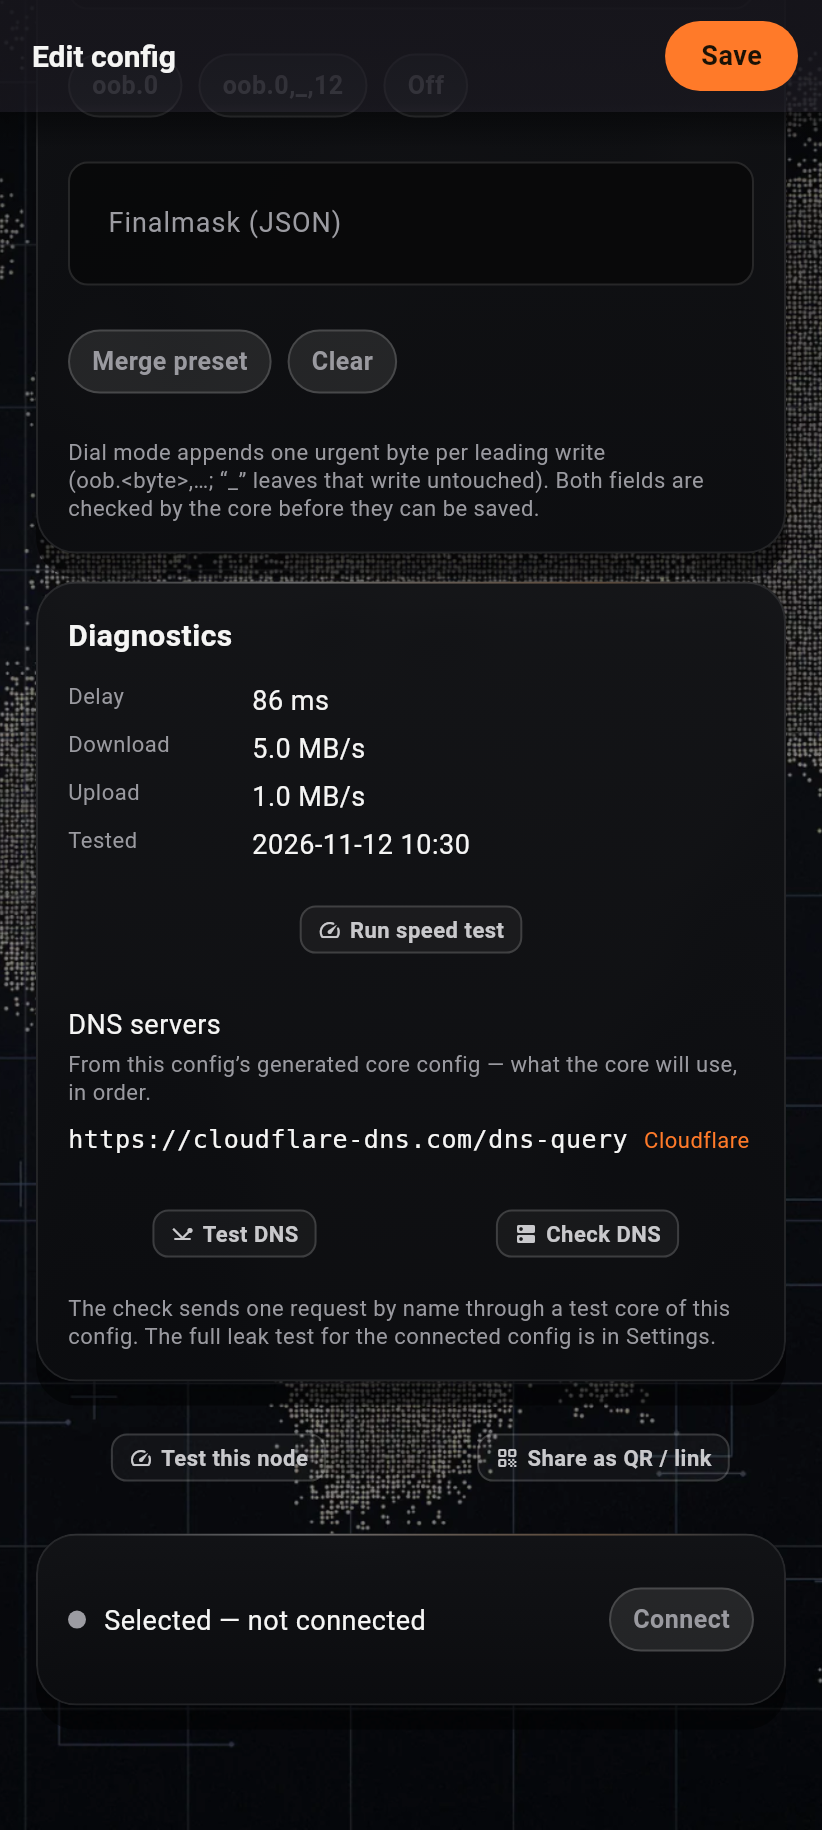 Edit config
Save
oob.0
oob.0,_,12
Off
Finalmask (JSON)
Merge preset
Clear
Dial mode appends one urgent byte per leading write
(oob.<byte>,…; “_” leaves that write untouched). Both fields are
checked by the core before they can be saved.
Diagnostics
Delay 86 ms
Download 5.0 MB/s
Upload 1.0 MB/s
Tested 2026-11-12 10:30
Run speed test
DNS servers
From this config’s generated core config — what the core will use,
in order.
https://cloudflare-dns.com/dns-query Cloudflare
Test DNS
Check DNS
The check sends one request by name through a test core of this
config. The full leak test for the connected config is in Settings.
Test this node
Share as QR / link
Selected — not connected
Connect